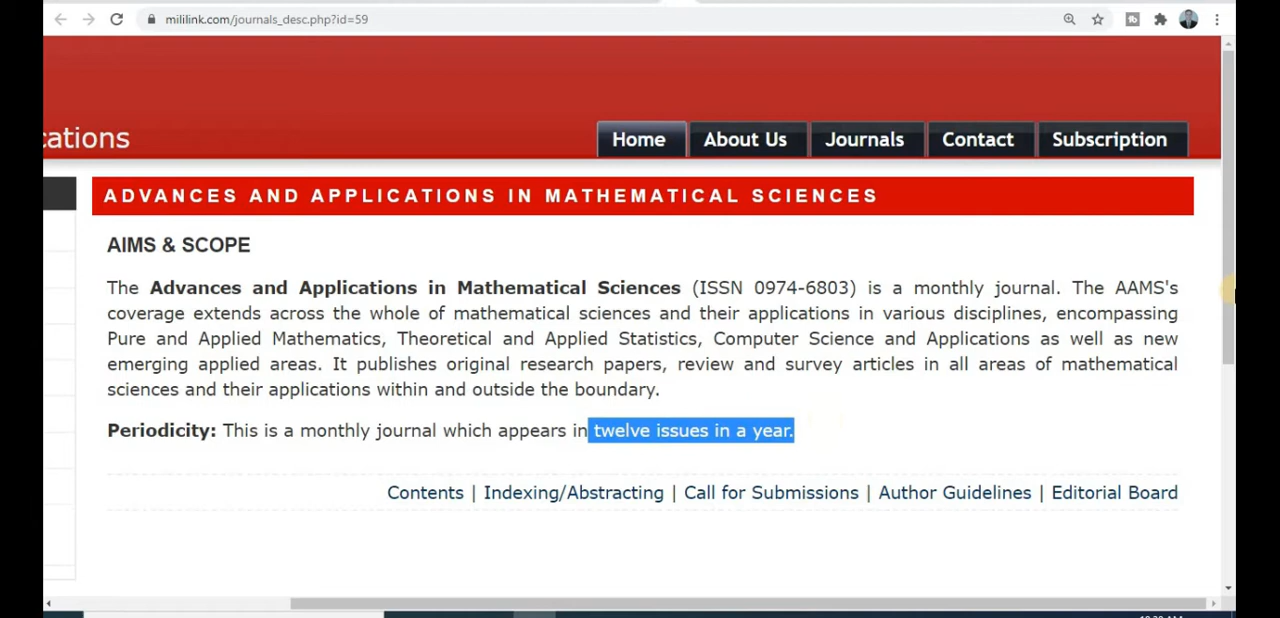 mililink.com/journals_desc.php?id=59
cations
Home About Us Journals Contact Subscription
ADVANCES AND APPLICATIONS IN MATHEMATICAL SCIENCES
AIMS & SCOPE
The Advances and Applications in Mathematical Sciences (ISSN 0974-6803) is a monthly journal. The AAMS's
coverage extends across the whole of mathematical sciences and their applications in various disciplines, encompassing
Pure and Applied Mathematics, Theoretical and Applied Statistics, Computer Science and Applications as well as new
emerging applied areas. It publishes original research papers, review and survey articles in all areas of mathematical
sciences and their applications within and outside the boundary.
Periodicity: This is a monthly journal which appears in twelve issues in a year.
Contents | Indexing/Abstracting | Call for Submissions | Author Guidelines | Editorial Board